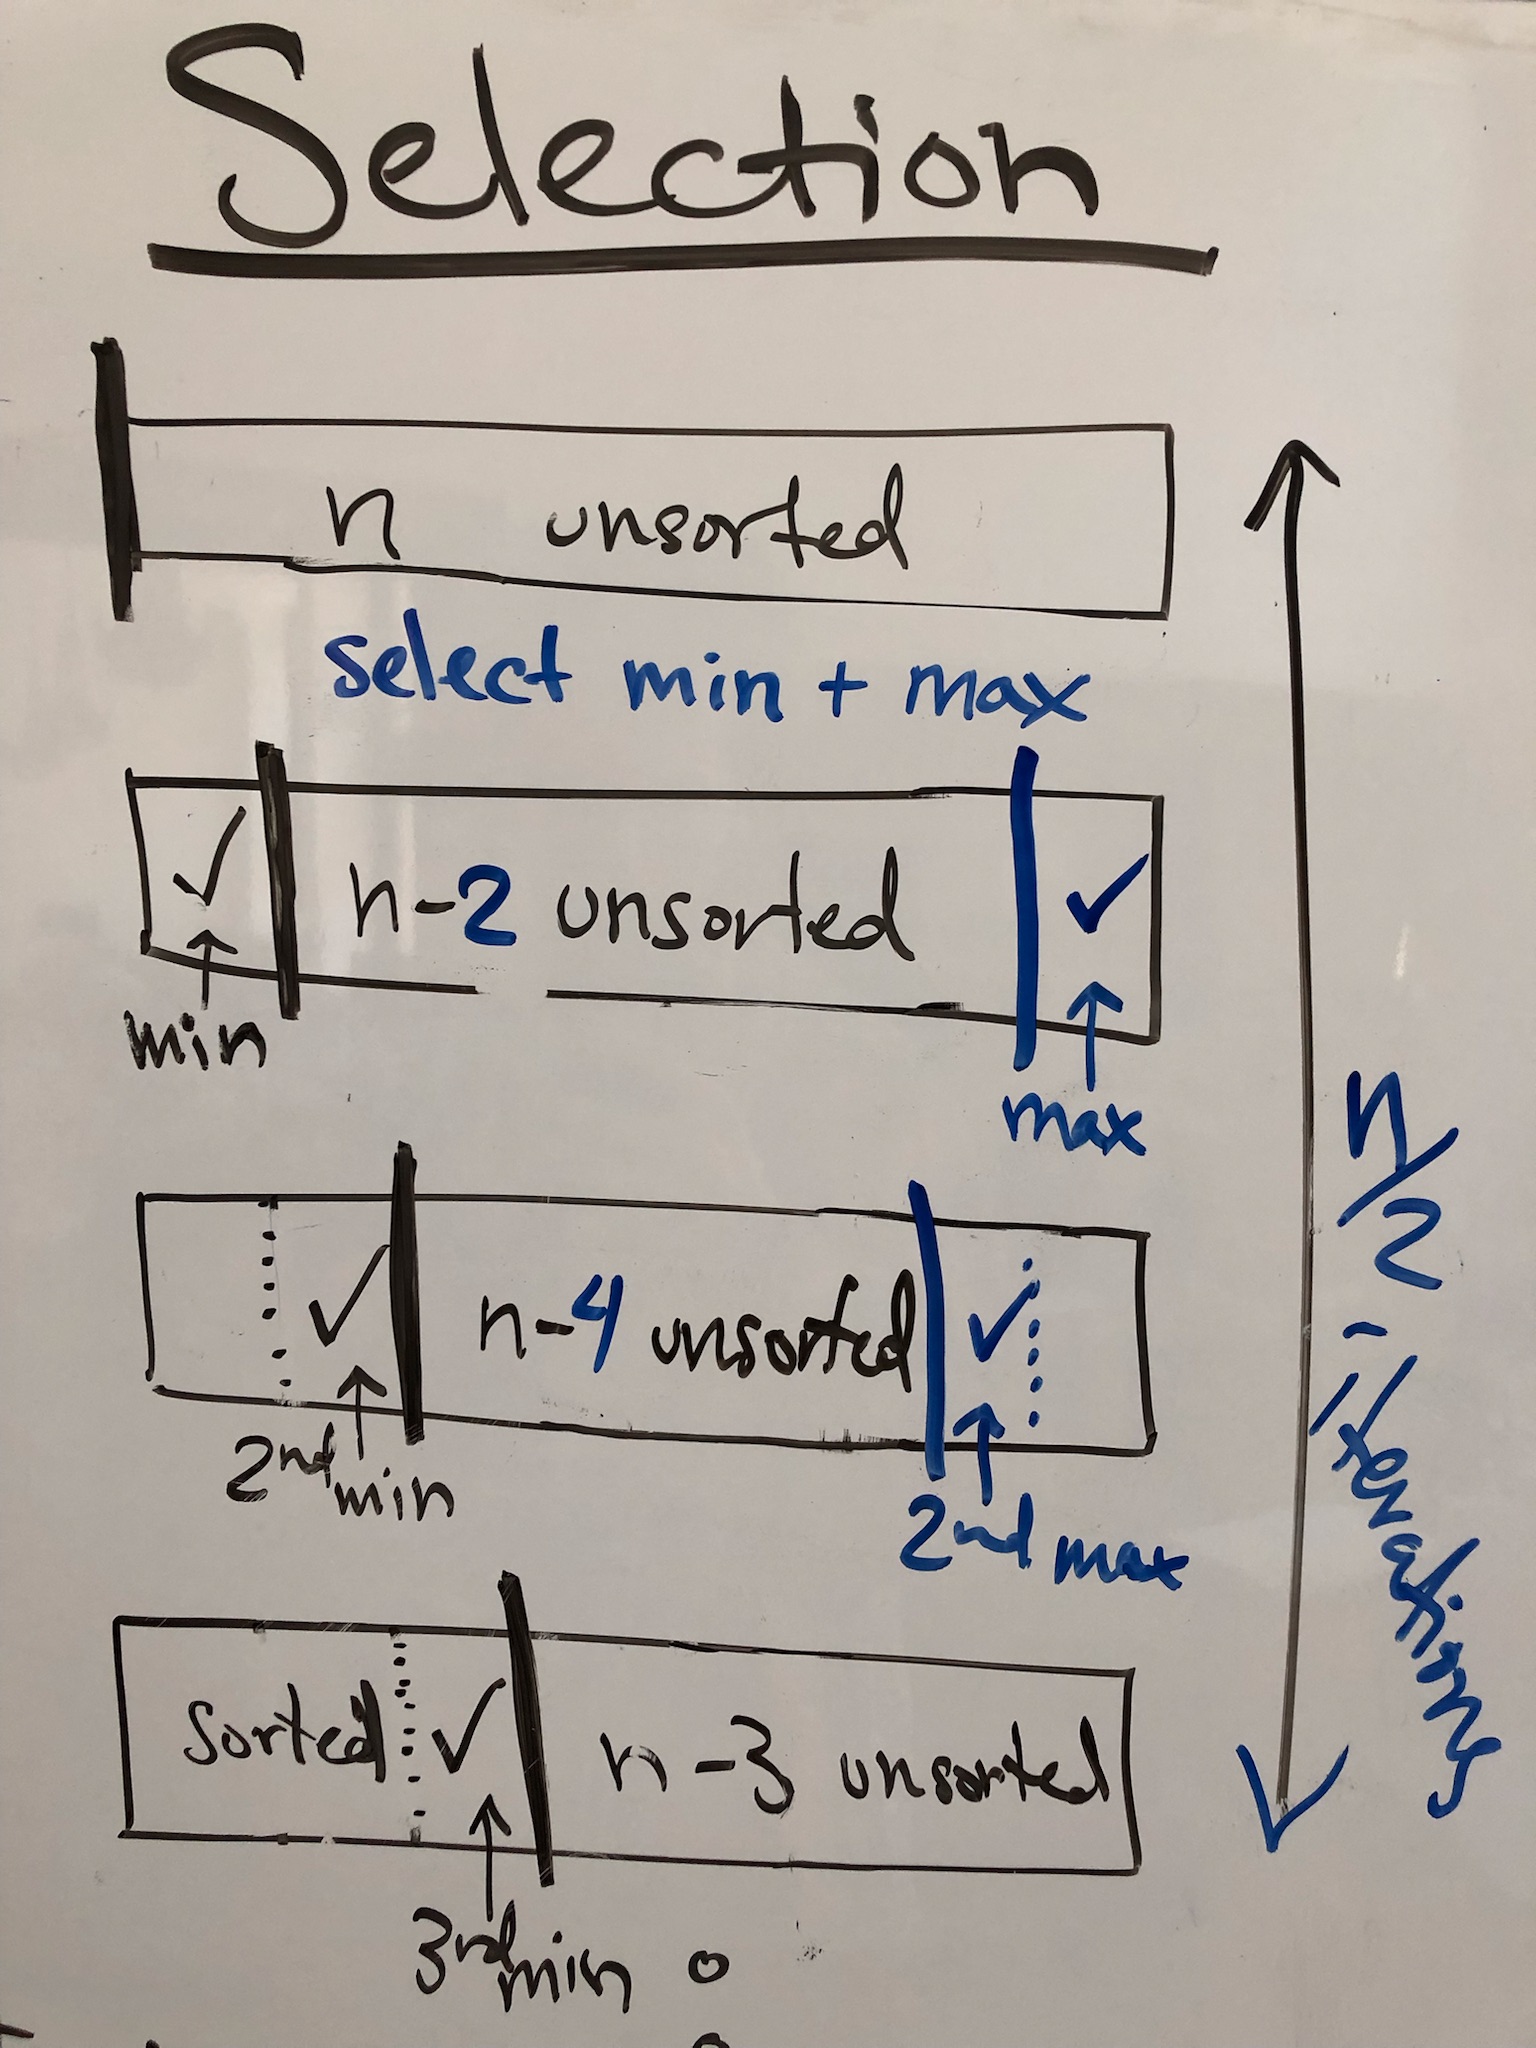 Selection
n unsorted
select min + max
✓ n-2 unsorted ✓
min
max
✓ n-4 unsorted ✓
2nd min
2nd max
sorted ✓ n-3 unsorted
3rd min
n/2 iterations